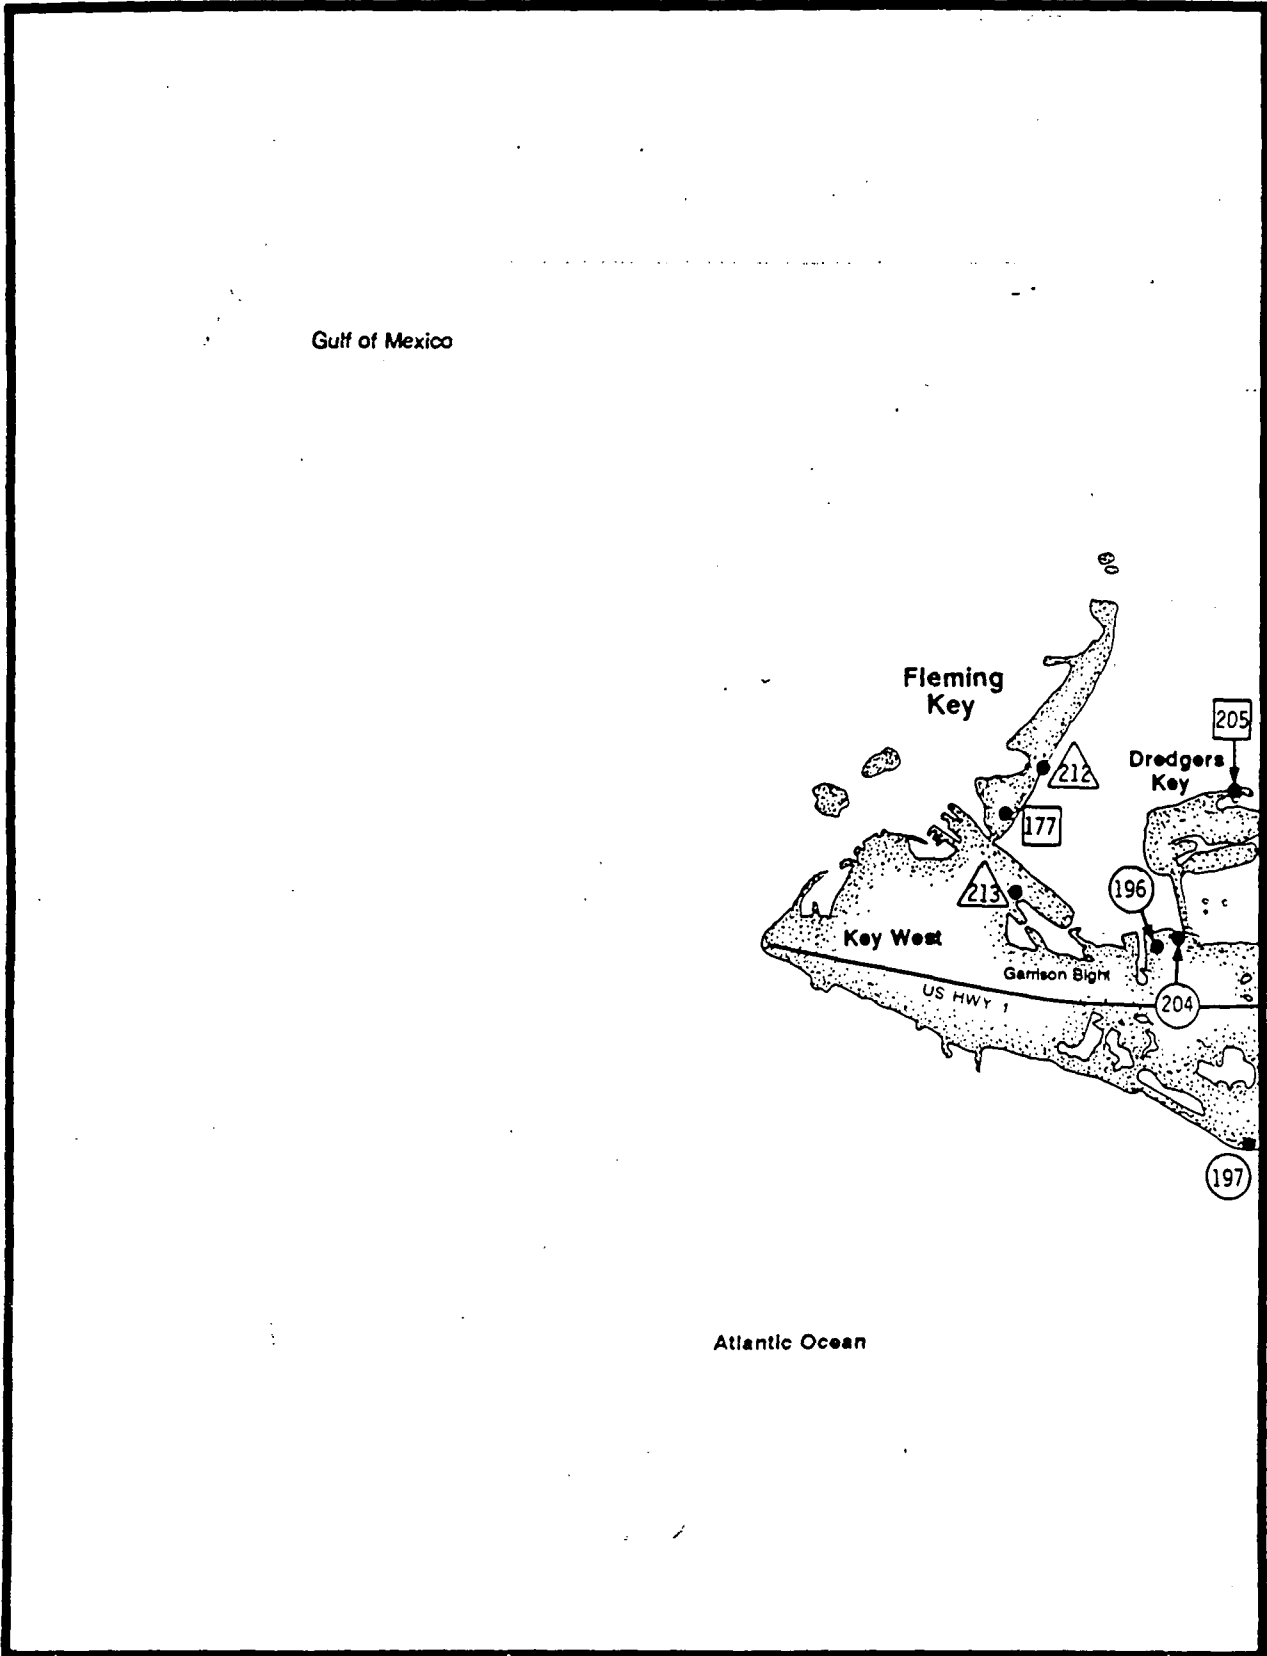 Gulf of Mexico
Fleming
Key
205
Dredgers
Key
212
177
196
213
Key West
Garrison Bight
US HWY 1
204
197
Atlantic Ocean